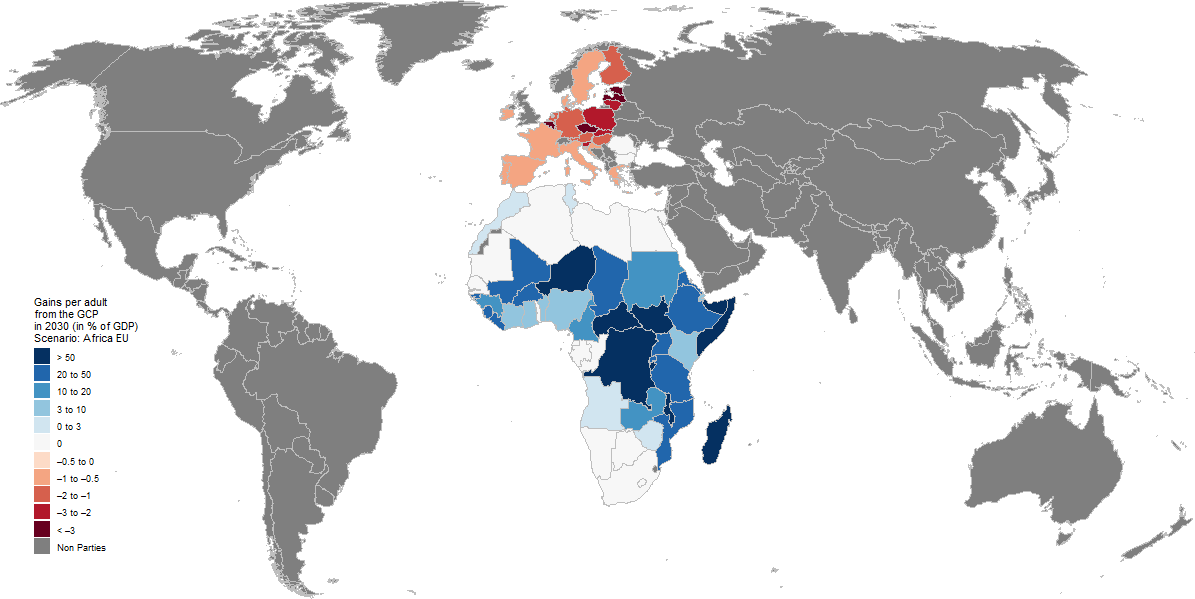 Gains per adult
from the GCP
in 2030 (in % of GDP)
Scenario: Africa EU
> 50
20 to 50
10 to 20
3 to 10
0 to 3
0
–0.5 to 0
–1 to –0.5
–2 to –1
–3 to –2
< –3
Non Parties